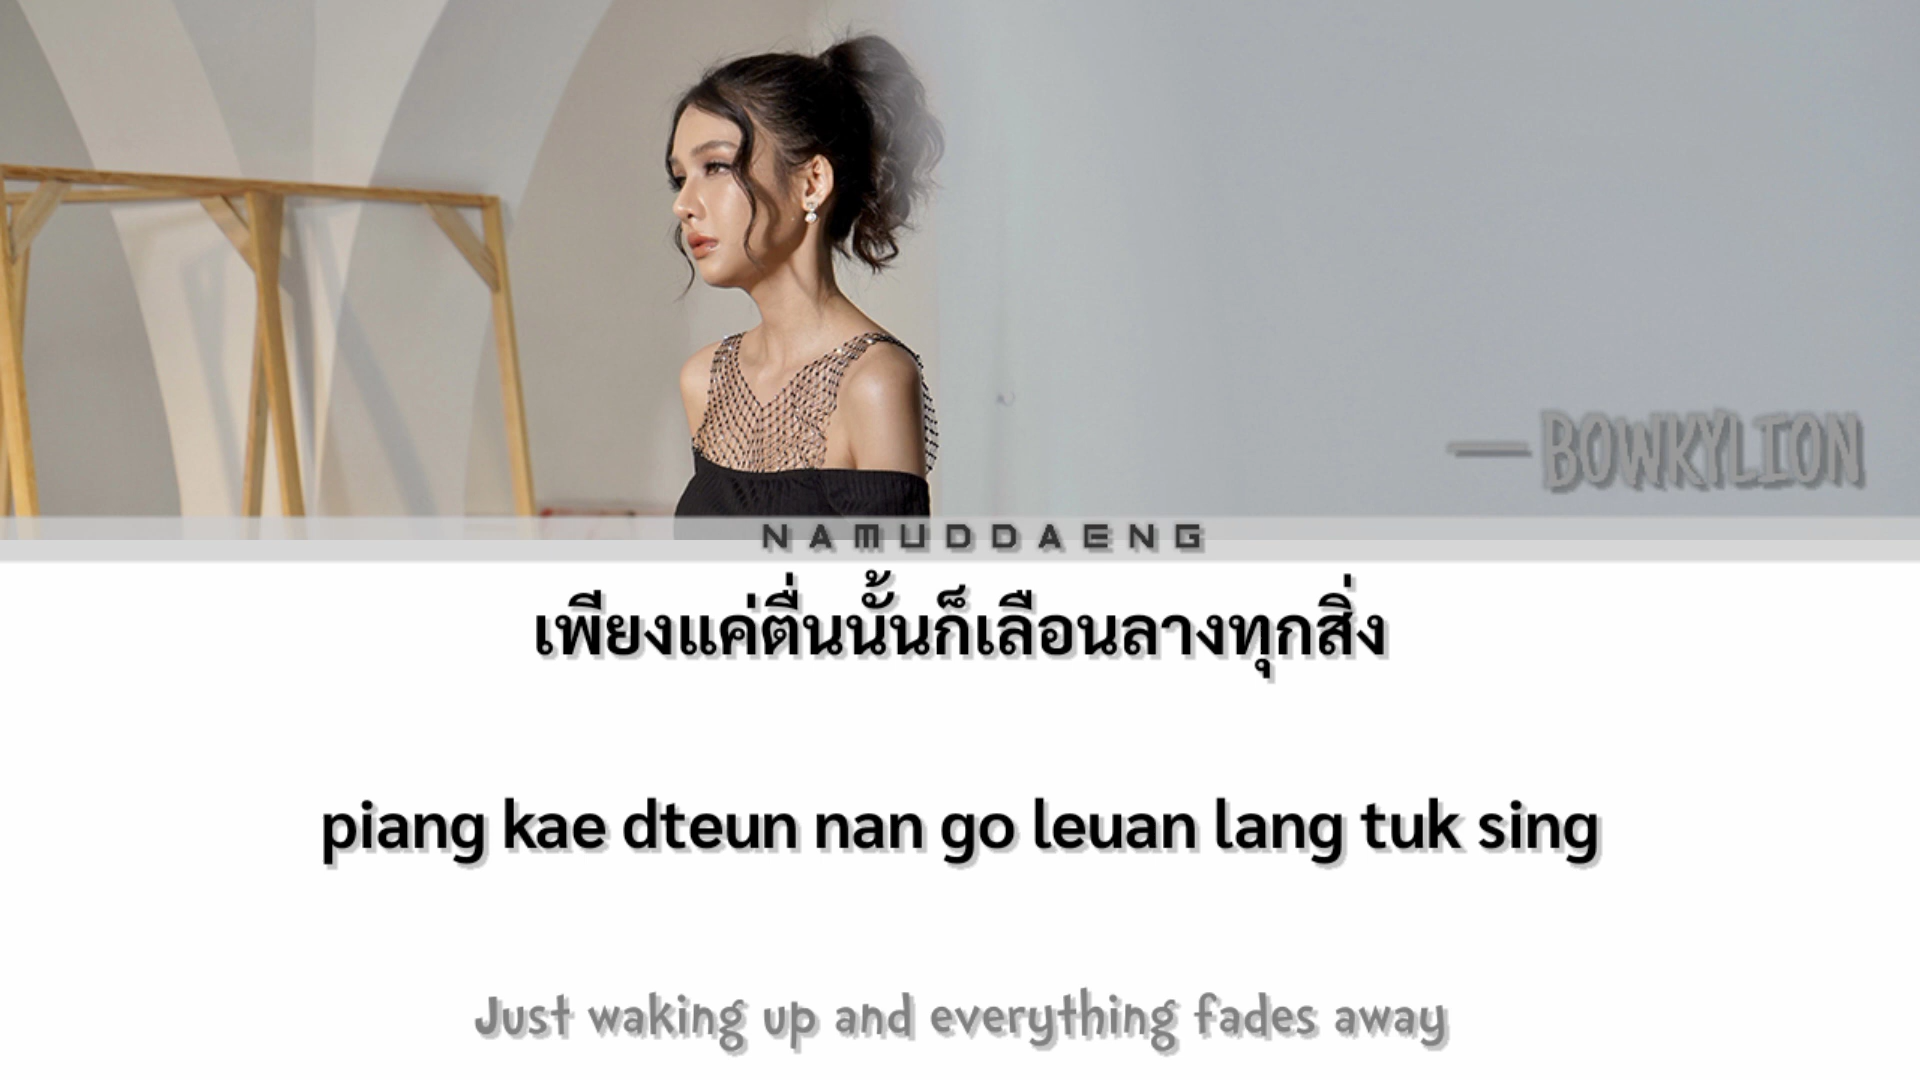 — BOWKYLION
NAMUDDAENG
เพียงแค่ตื่นนั้นก็เลือนลางทุกสิ่ง
piang kae dteun nan go leuan lang tuk sing
Just waking up and everything fades away